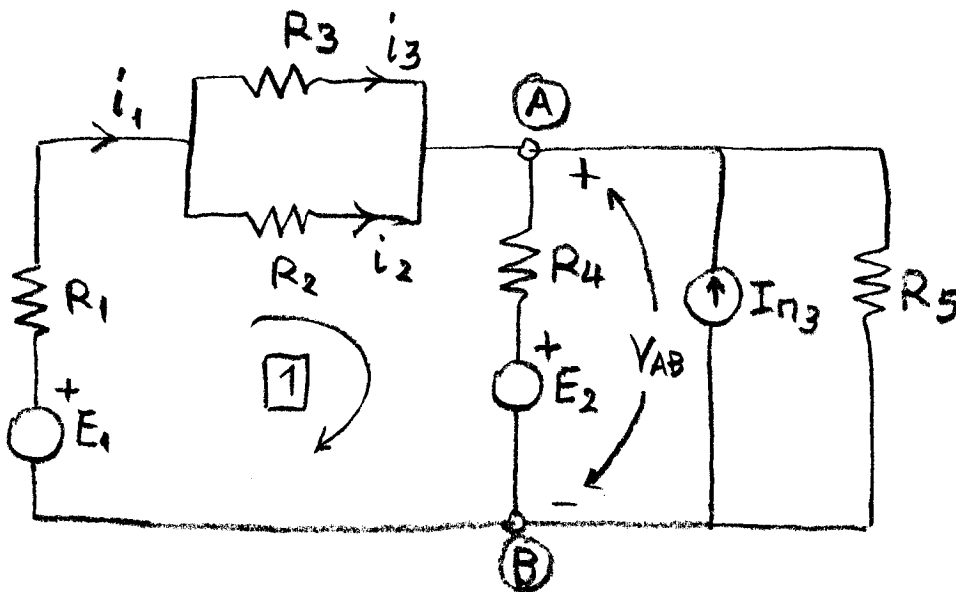 R3 i3
i1
A
+
R2 i2
R1
R4
In3
R5
+
VAB
1
E2
+
E1
−
B